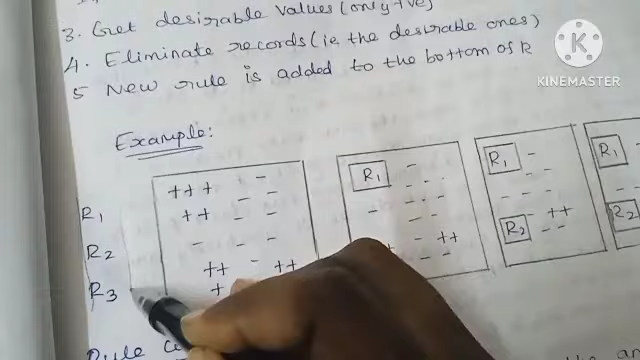 3. Get desirable values (only +ve)
4. Eliminate records (ie the desirable ones)
5 New rule is added to the bottom of R
KINEMASTER
Example:
R1
R2
R3
+++ -
++ - -
- - -
++ - ++
+
R1 -
- - -
-
- -
++
- -
R1 -
- - -
- ++
R2 - -
R1
R2
Rule